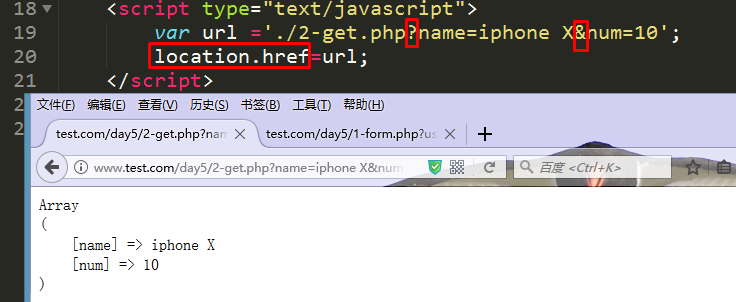 18 <script type="text/javascript">
19 var url ='./2-get.php?name=iphone X&num=10';
20 location.href=url;
21 </script>
2
2
文件(F) 编辑(E) 查看(V) 历史(S) 书签(B) 工具(T) 帮助(H)
test.com/day5/2-get.php?nam test.com/day5/1-form.php?us
www.test.com/day5/2-get.php?name=iphone X&num 百度 <Ctrl+K>
Array
(
[name] => iphone X
[num] => 10
)